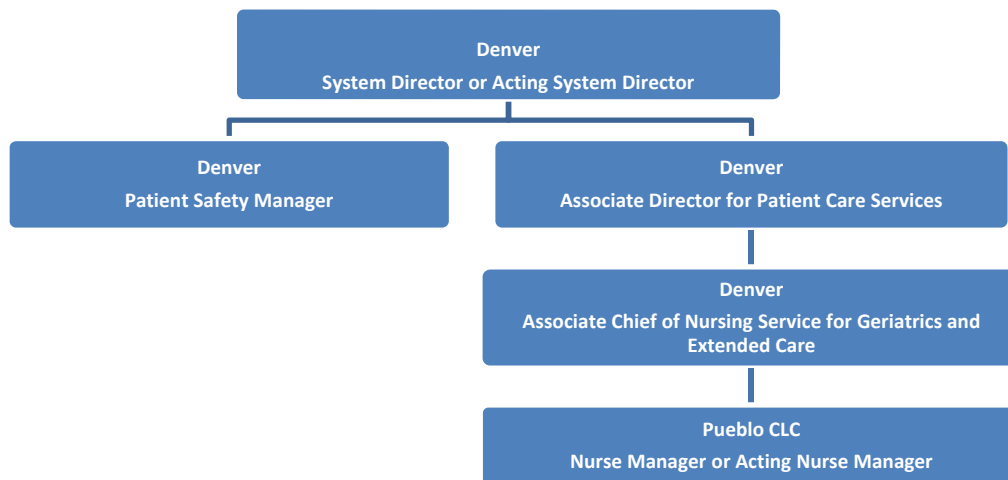 Denver
System Director or Acting System Director
Denver
Patient Safety Manager
Denver
Associate Director for Patient Care Services
Denver
Associate Chief of Nursing Service for Geriatrics and
Extended Care
Pueblo CLC
Nurse Manager or Acting Nurse Manager